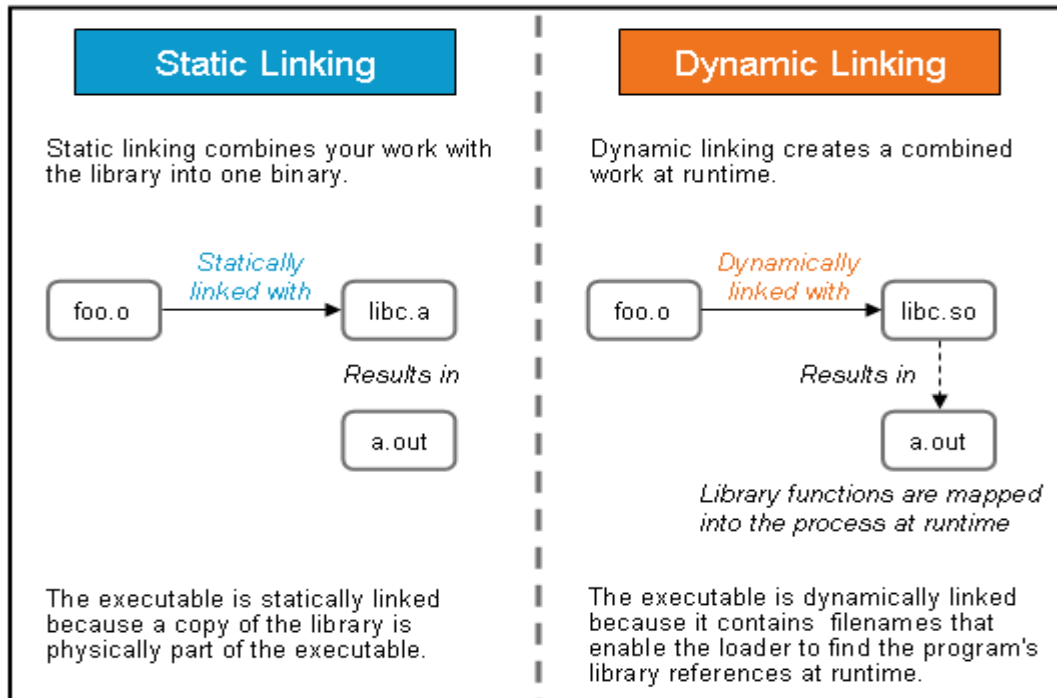 Static Linking
Static linking combines your work with
the library into one binary.
Statically
linked with
foo.o
libc.a
Results in
a.out
The executable is statically linked
because a copy of the library is
physically part of the executable.
Dynamic Linking
Dynamic linking creates a combined
work at runtime.
Dynamically
linked with
foo.o
libc.so
Results in
a.out
Library functions are mapped
into the process at runtime
The executable is dynamically linked
because it contains filenames that
enable the loader to find the program's
library references at runtime.